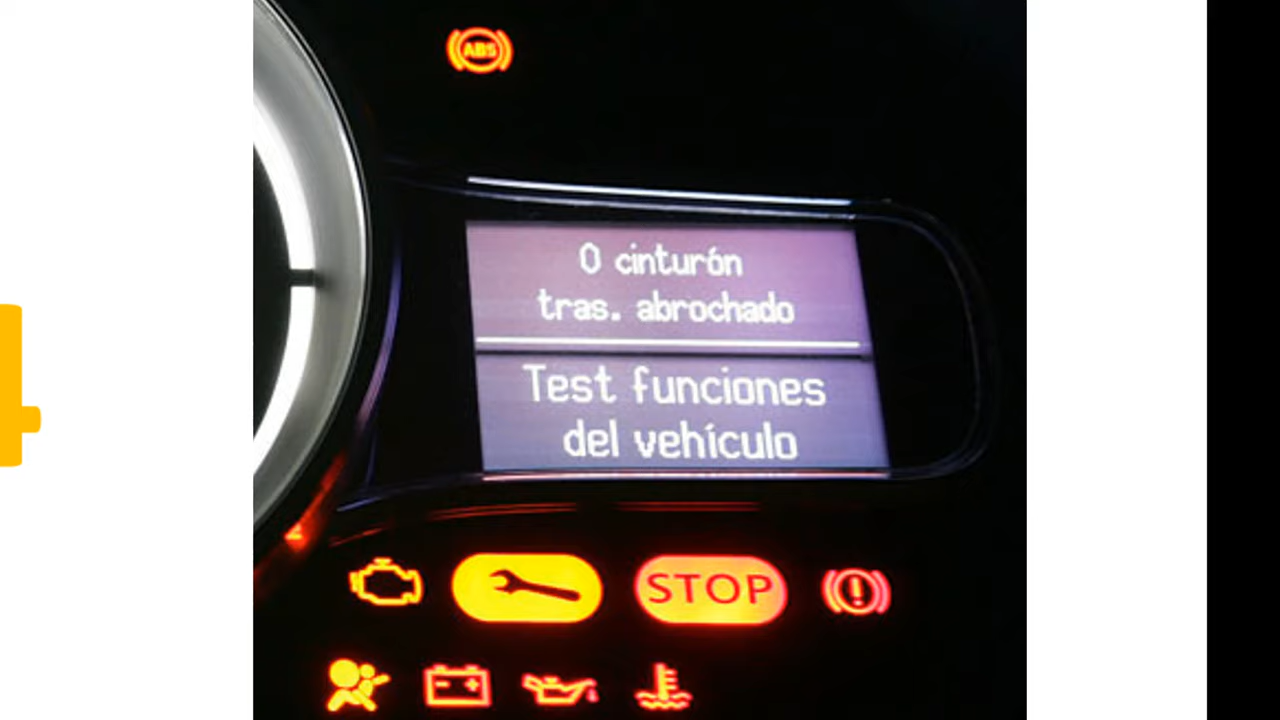 ABS
0 cinturón
tras. abrochado
Test funciones
del vehículo
STOP